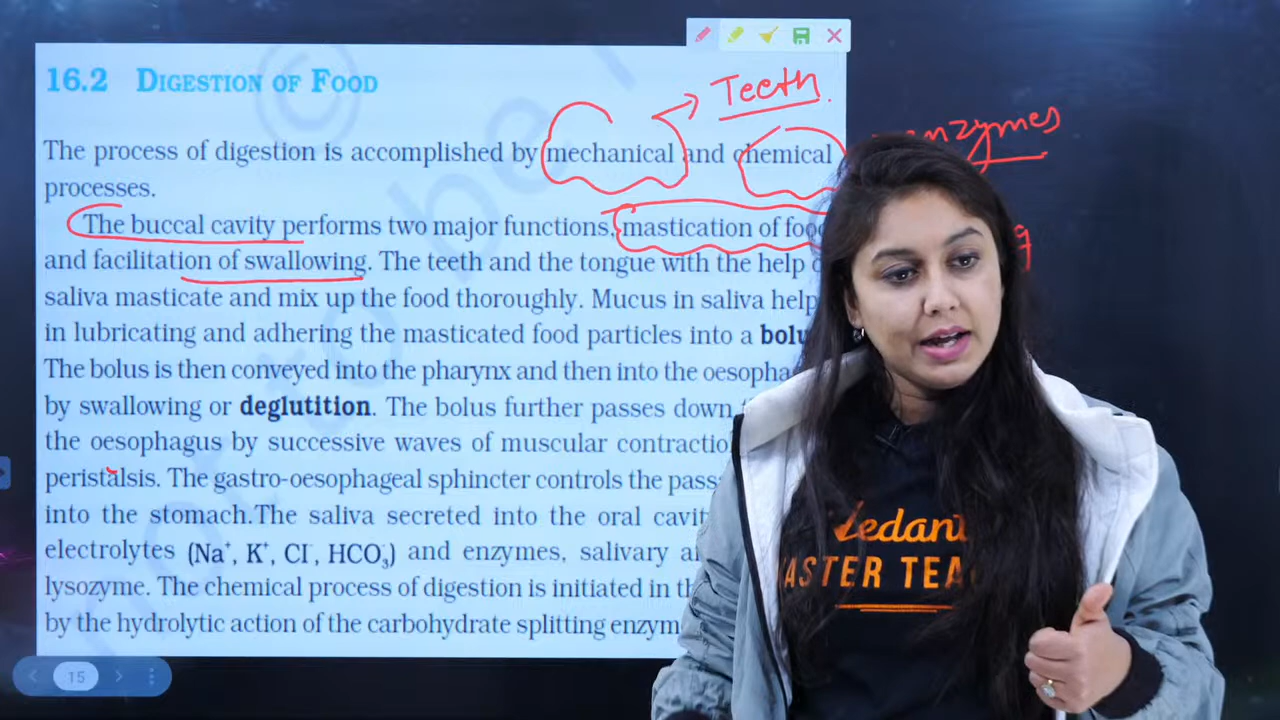 16.2 DIGESTION OF FOOD
Teeth.
enzymes
The process of digestion is accomplished by mechanical and chemical
processes.
The buccal cavity performs two major functions, mastication of foo
and facilitation of swallowing. The teeth and the tongue with the help
saliva masticate and mix up the food thoroughly. Mucus in saliva help
in lubricating and adhering the masticated food particles into a bolu
The bolus is then conveyed into the pharynx and then into the oesopha
by swallowing or deglutition. The bolus further passes down
the oesophagus by successive waves of muscular contractio
peristalsis. The gastro-oesophageal sphincter controls the pass
into the stomach.The saliva secreted into the oral cavit
electrolytes (Na⁺, K⁺, Cl⁻, HCO₃) and enzymes, salivary a
lysozyme. The chemical process of digestion is initiated in th
by the hydrolytic action of the carbohydrate splitting enzym
edant
ASTER TEA
15